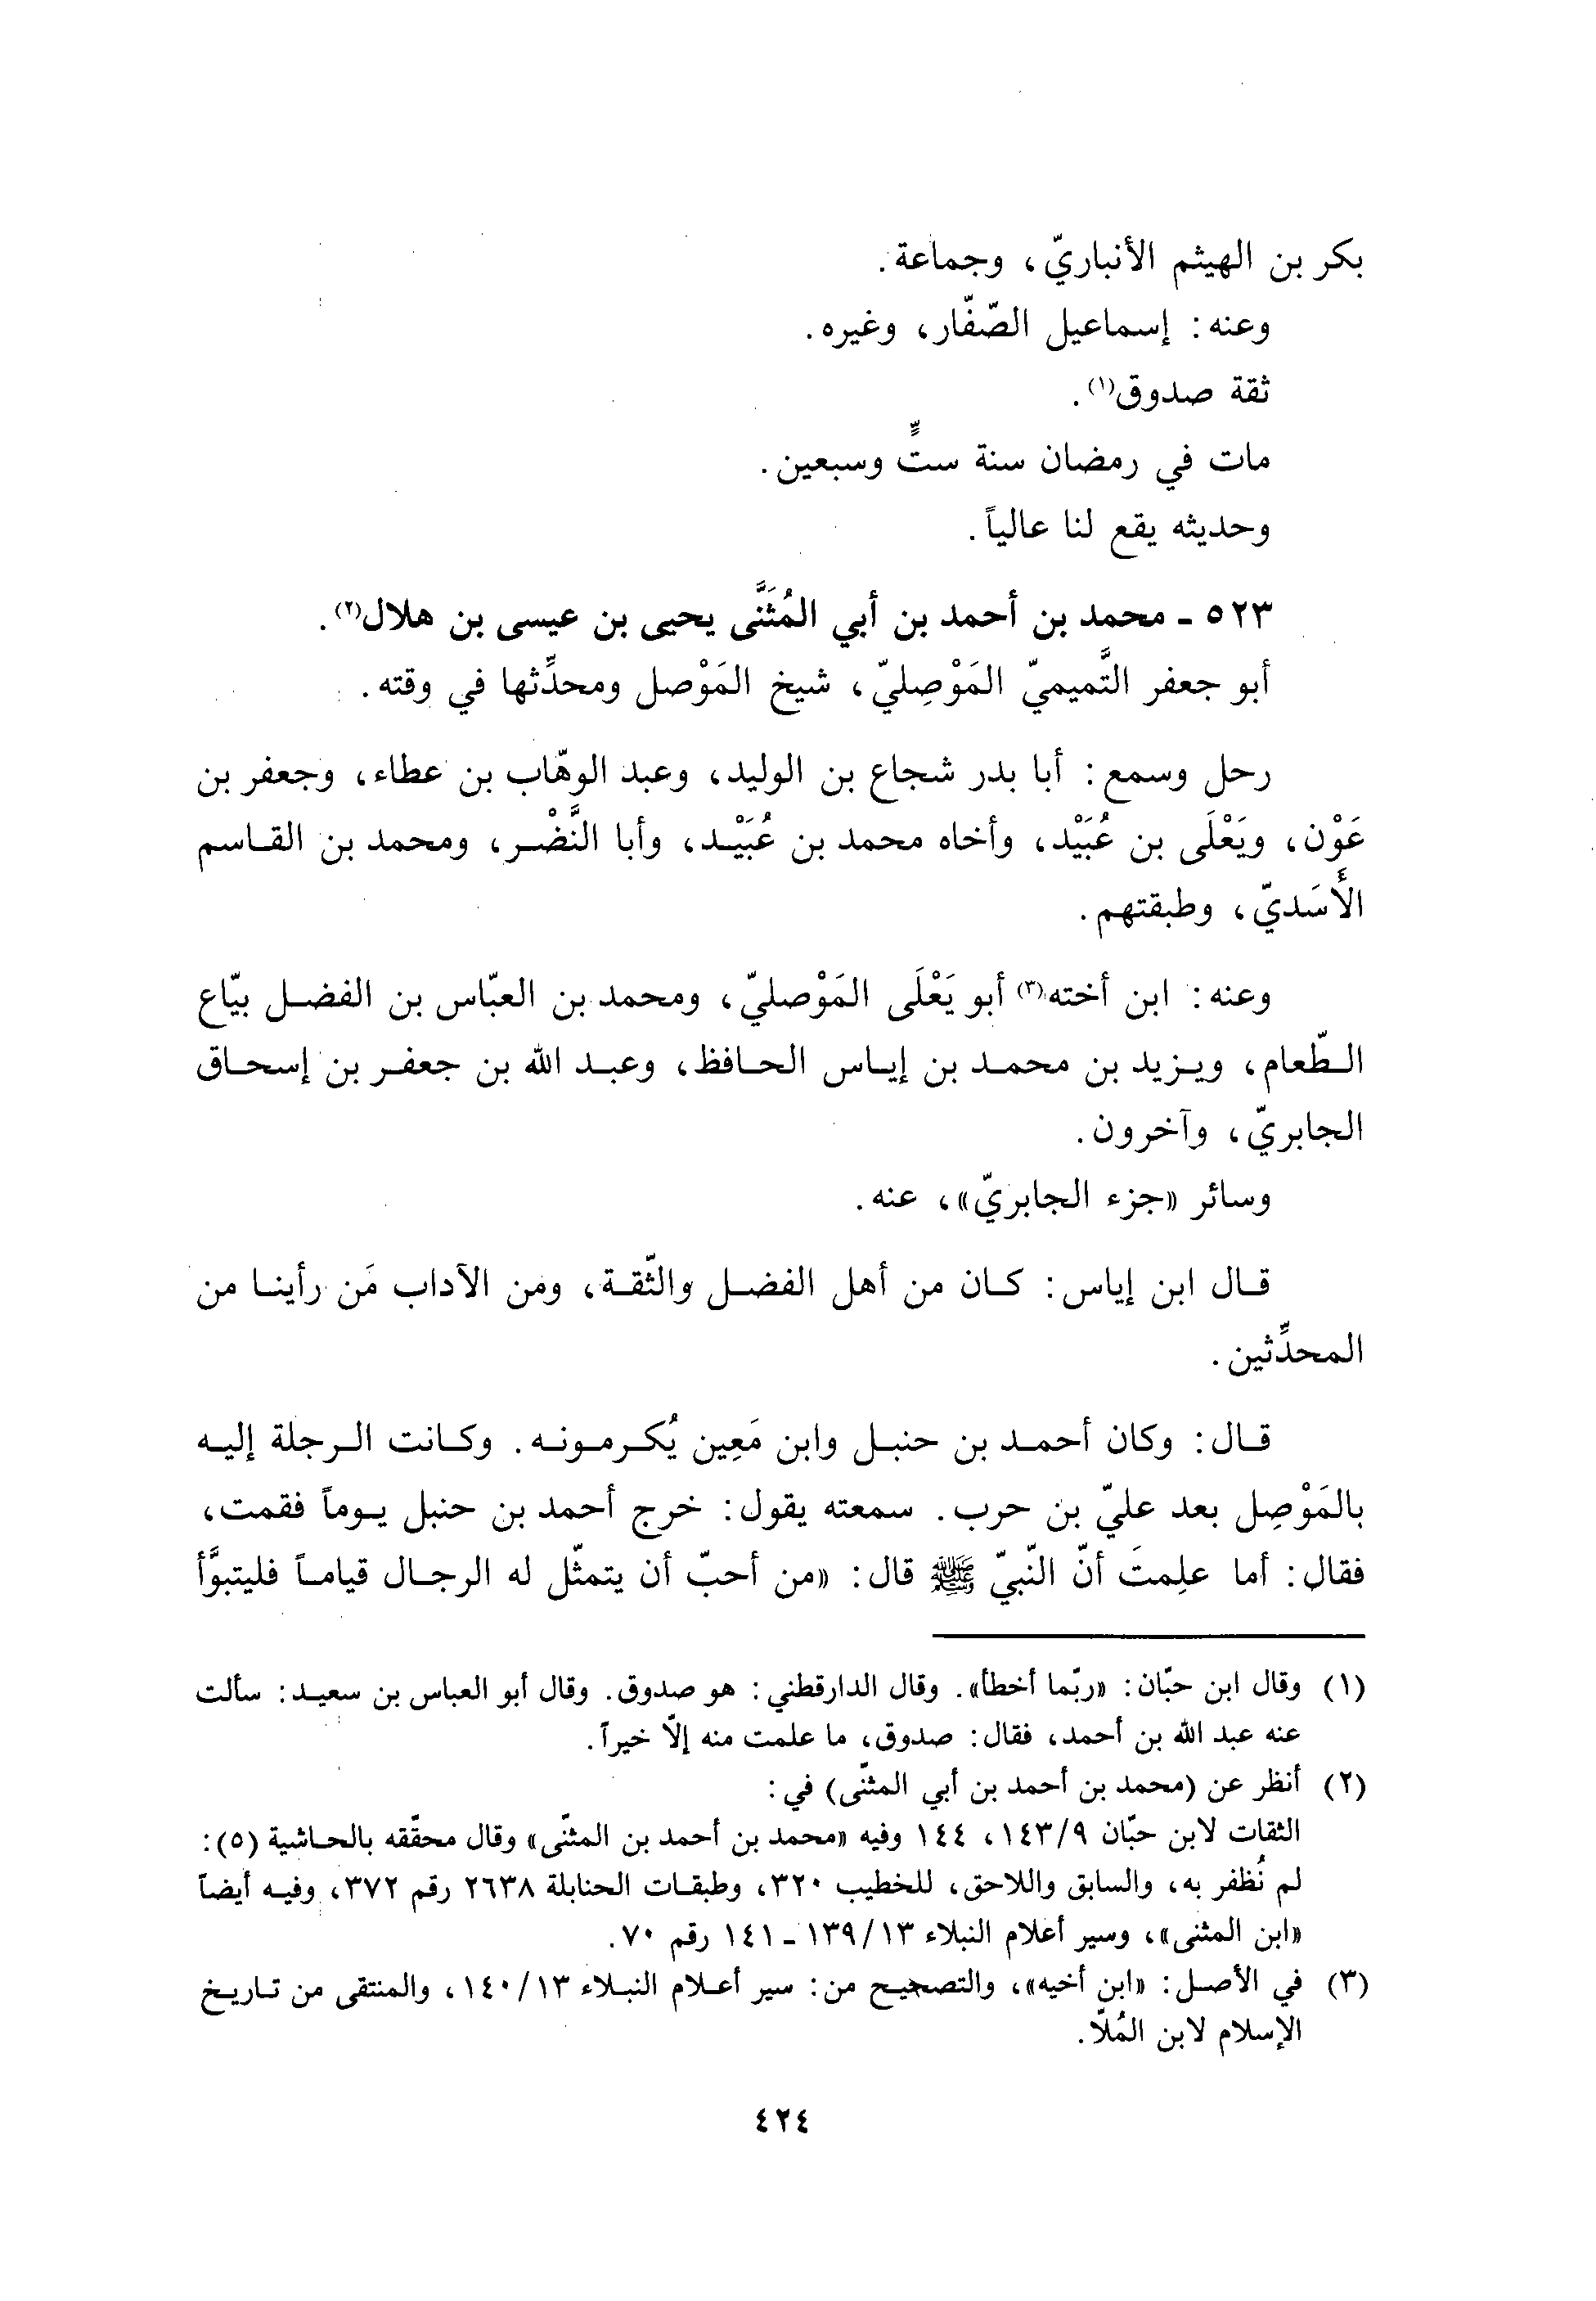 بكر بن الهيثم الأنباريّ، وجماعة.
وعنه: إسماعيل الصّفّار، وغيره.
ثقة صدوق(١).
مات في رمضان سنة ستٍّ وسبعين.
وحديثه يقع لنا عالياً.
٥٢٣ - محمد بن أحمد بن أبي المُثَنَّى يحيى بن عيسى بن هلال(٢).
أبو جعفر التَّميميّ المَوْصِليّ، شيخ المَوْصل ومحدِّثها في وقته.
رحل وسمع: أبا بدر شجاع بن الوليد، وعبد الوهّاب بن عطاء، وجعفر بن
عَوْن، ويَعْلَى بن عُبَيْد، وأخاه محمد بن عُبَيْد، وأبا النَّضْر، ومحمد بن القاسم
الأَسَديّ، وطبقتهم.
وعنه: ابن أخته(٣) أبو يَعْلَى المَوْصليّ، ومحمد بن العبّاس بن الفضل بيّاع
الطّعام، ويزيد بن محمد بن إياس الحافظ، وعبد الله بن جعفر بن إسحاق
الجابريّ، وآخرون.
وسائر «جزء الجابريّ»، عنه.
قال ابن إياس: كان من أهل الفضل والثّقة، ومن الآداب مَن رأينا من
المحدِّثين.
قال: وكان أحمد بن حنبل وابن مَعِين يُكرمونه. وكانت الرجلة إليه
بالمَوْصِل بعد عليّ بن حرب. سمعته يقول: خرج أحمد بن حنبل يوماً فقمت،
فقال: أما علِمتَ أنّ النّبيّ ﷺ قال: «من أحبّ أن يتمثّل له الرجال قياماً فليتبوَّأ
(١) وقال ابن حبّان: «ربّما أخطأ». وقال الدارقطني: هو صدوق. وقال أبو العباس بن سعيد: سألت
عنه عبد الله بن أحمد، فقال: صدوق، ما علمت منه إلّا خيراً.
(٢) أنظر عن (محمد بن أحمد بن أبي المثنّى) في:
الثقات لابن حبّان ١٤٣/٩، ١٤٤ وفيه «محمد بن أحمد بن المثنّى» وقال محقّقه بالحاشية (٥):
لم نُظفر به، والسابق واللاحق، للخطيب ٣٢٠، وطبقات الحنابلة ٢٦٣٨ رقم ٣٧٢، وفيه أيضاً
«ابن المثنى»، وسير أعلام النبلاء ١٣٩/١٣ - ١٤١ رقم ٧٠.
(٣) في الأصل: «ابن أخيه»، والتصحيح من: سير أعلام النبلاء ١٤٠/١٣، والمنتقى من تاريخ
الإسلام لابن المُلّا.
٤٢٤